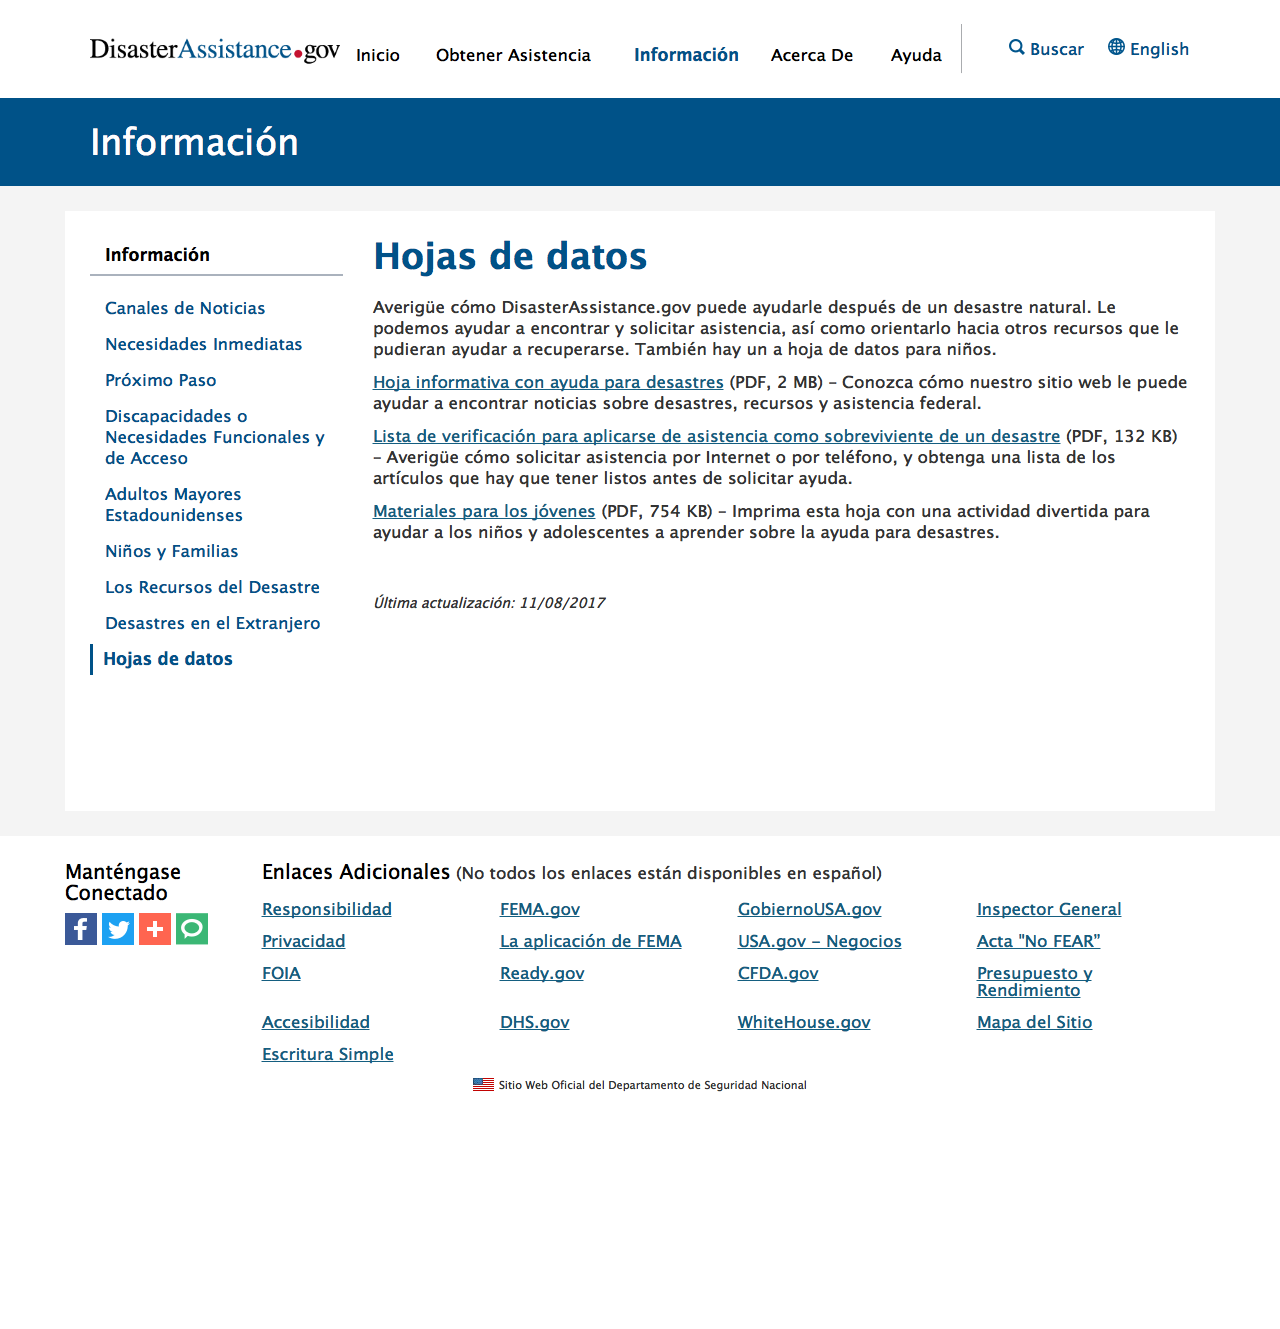 DisasterAssistance.gov
Inicio
Obtener Asistencia
Información
Acerca De
Ayuda
Buscar
English
Información
Información
Canales de Noticias
Necesidades Inmediatas
Próximo Paso
Discapacidades o
Necesidades Funcionales y
de Acceso
Adultos Mayores
Estadounidenses
Niños y Familias
Los Recursos del Desastre
Desastres en el Extranjero
Hojas de datos
Hojas de datos
Averigüe cómo DisasterAssistance.gov puede ayudarle después de un desastre natural. Le
podemos ayudar a encontrar y solicitar asistencia, así como orientarlo hacia otros recursos que le
pudieran ayudar a recuperarse. También hay un a hoja de datos para niños.
Hoja informativa con ayuda para desastres (PDF, 2 MB) – Conozca cómo nuestro sitio web le puede
ayudar a encontrar noticias sobre desastres, recursos y asistencia federal.
Lista de verificación para aplicarse de asistencia como sobreviviente de un desastre (PDF, 132 KB)
– Averigüe cómo solicitar asistencia por Internet o por teléfono, y obtenga una lista de los
artículos que hay que tener listos antes de solicitar ayuda.
Materiales para los jóvenes (PDF, 754 KB) – Imprima esta hoja con una actividad divertida para
ayudar a los niños y adolescentes a aprender sobre la ayuda para desastres.
Última actualización: 11/08/2017
Manténgase
Conectado
Enlaces Adicionales (No todos los enlaces están disponibles en español)
Responsibilidad
FEMA.gov
GobiernoUSA.gov
Inspector General
Privacidad
La aplicación de FEMA
USA.gov – Negocios
Acta "No FEAR”
FOIA
Ready.gov
CFDA.gov
Presupuesto y
Rendimiento
Accesibilidad
DHS.gov
WhiteHouse.gov
Mapa del Sitio
Escritura Simple
Sitio Web Oficial del Departamento de Seguridad Nacional